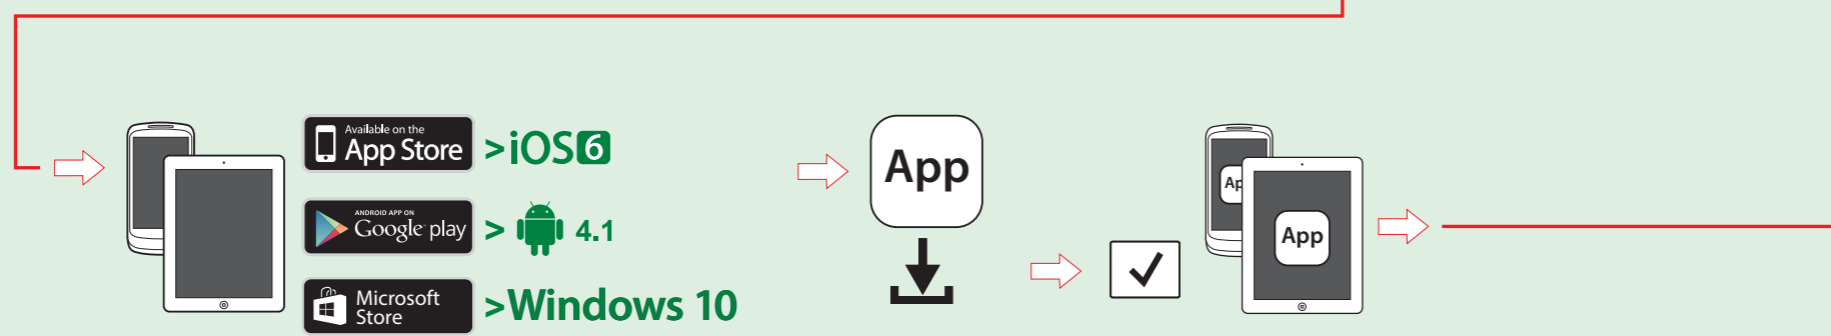 Available on the
App Store
>iOS6
ANDROID APP ON
Google play
> 4.1
Microsoft
Store
>Windows 10
App
Ap
App